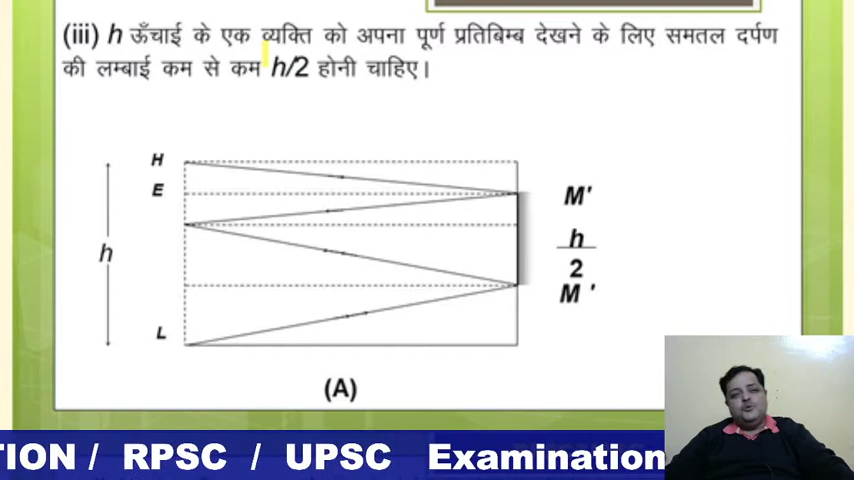 (iii) h ऊँचाई के एक व्यक्ति को अपना पूर्ण प्रतिबिम्ब देखने के लिए समतल दर्पण
की लम्बाई कम से कम h/2 होनी चाहिए।
H
E
M'
h
h
2
M '
L
(A)
TION / RPSC / UPSC Examination